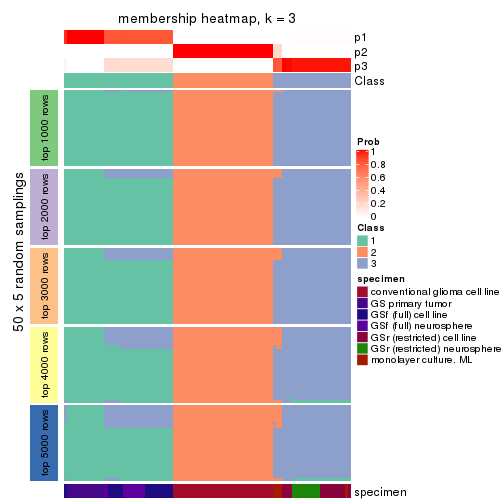 membership heatmap, k = 3
p1
p2
p3
Class
50 x 5 random samplings
top 1000 rows
top 2000 rows
top 3000 rows
top 4000 rows
top 5000 rows
Prob
1
0.8
0.6
0.4
0.2
0
Class
1
2
3
specimen
conventional glioma cell line
GS primary tumor
GSf (full) cell line
GSf (full) neurosphere
GSr (restricted) cell line
GSr (restricted) neurosphere
monolayer culture. ML
specimen